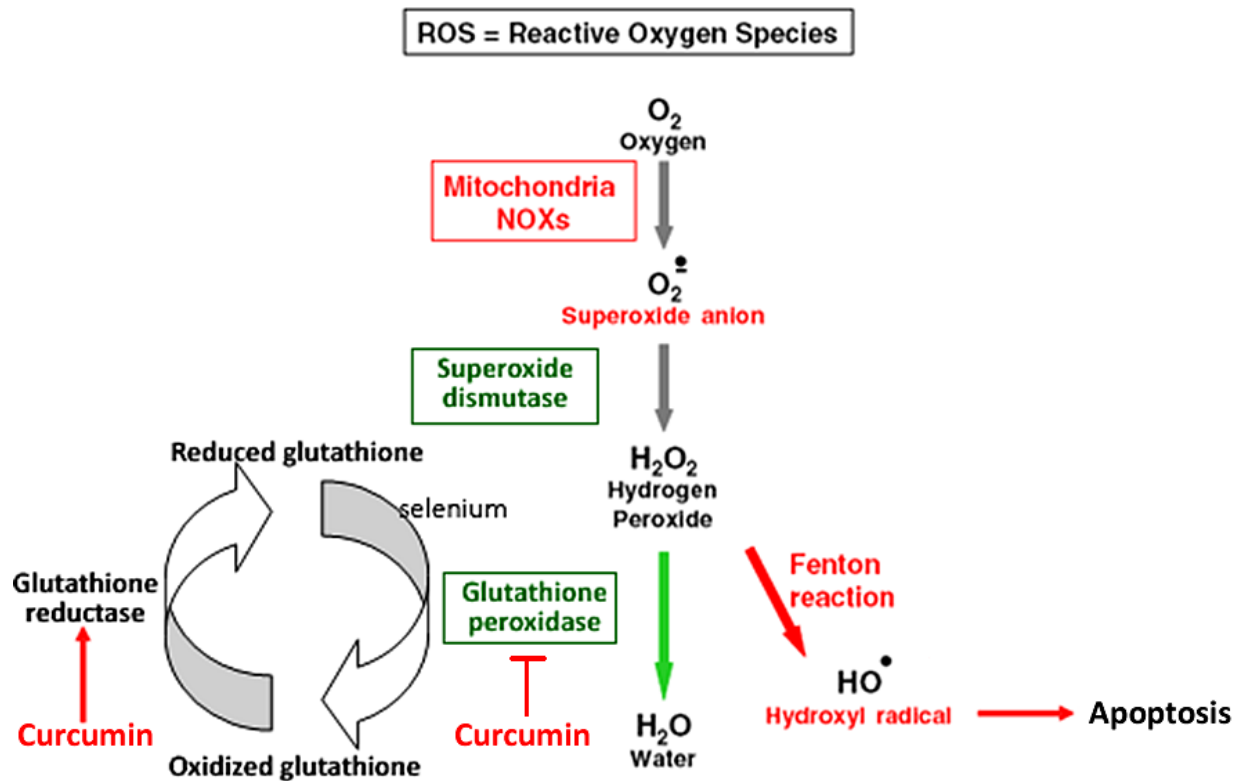 ROS = Reactive Oxygen Species
O₂
Oxygen
Mitochondria
NOXs
O₂•̲
Superoxide anion
Superoxide
dismutase
Reduced glutathione
selenium
H₂O₂
Hydrogen
Peroxide
Glutathione
reductase
Glutathione
peroxidase
Fenton
reaction
HO•
Hydroxyl radical
Apoptosis
Curcumin
Curcumin
H₂O
Water
Oxidized glutathione